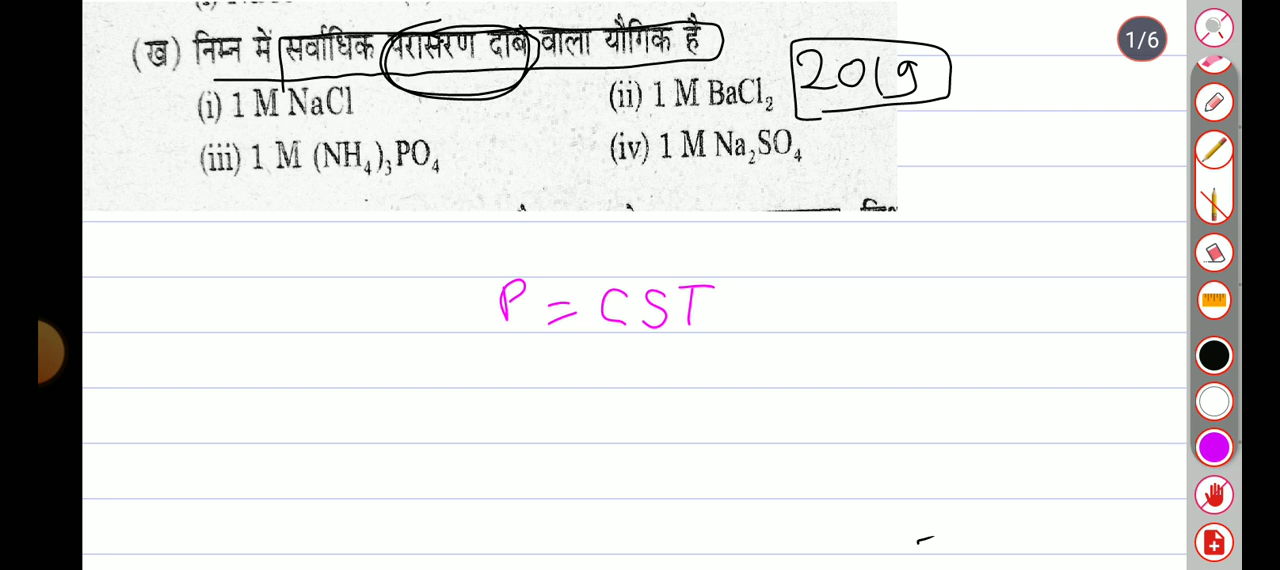 1/6
(ख) निम्न में सर्वाधिक परासरण दाब वाला यौगिक है
2019
(i) 1 M NaCl (ii) 1 M BaCl₂
(iii) 1 M (NH₄)₃PO₄ (iv) 1 M Na₂SO₄
P = CST